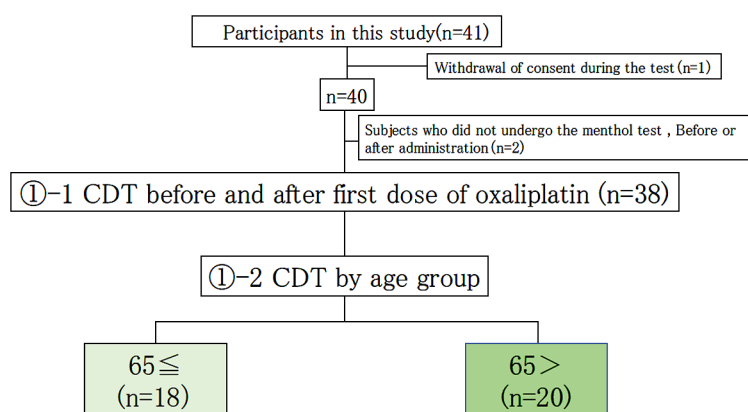 Participants in this study(n=41)
Withdrawal of consent during the test(n=1)
n=40
Subjects who did not undergo the menthol test , Before or
after administration(n=2)
①-1 CDT before and after first dose of oxaliplatin (n=38)
①-2 CDT by age group
65≦
(n=18)
65＞
(n=20)